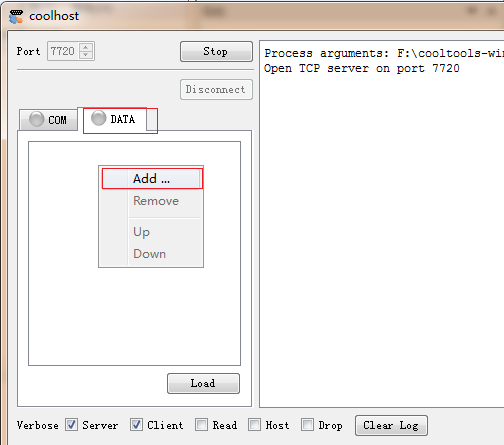 coolhost
Port 7720 Stop
Disconnect
COM DATA
Add ...
Remove
Up
Down
Load
Process arguments: F:\cooltools-win
Open TCP server on port 7720
Verbose Server Client Read Host Drop Clear Log